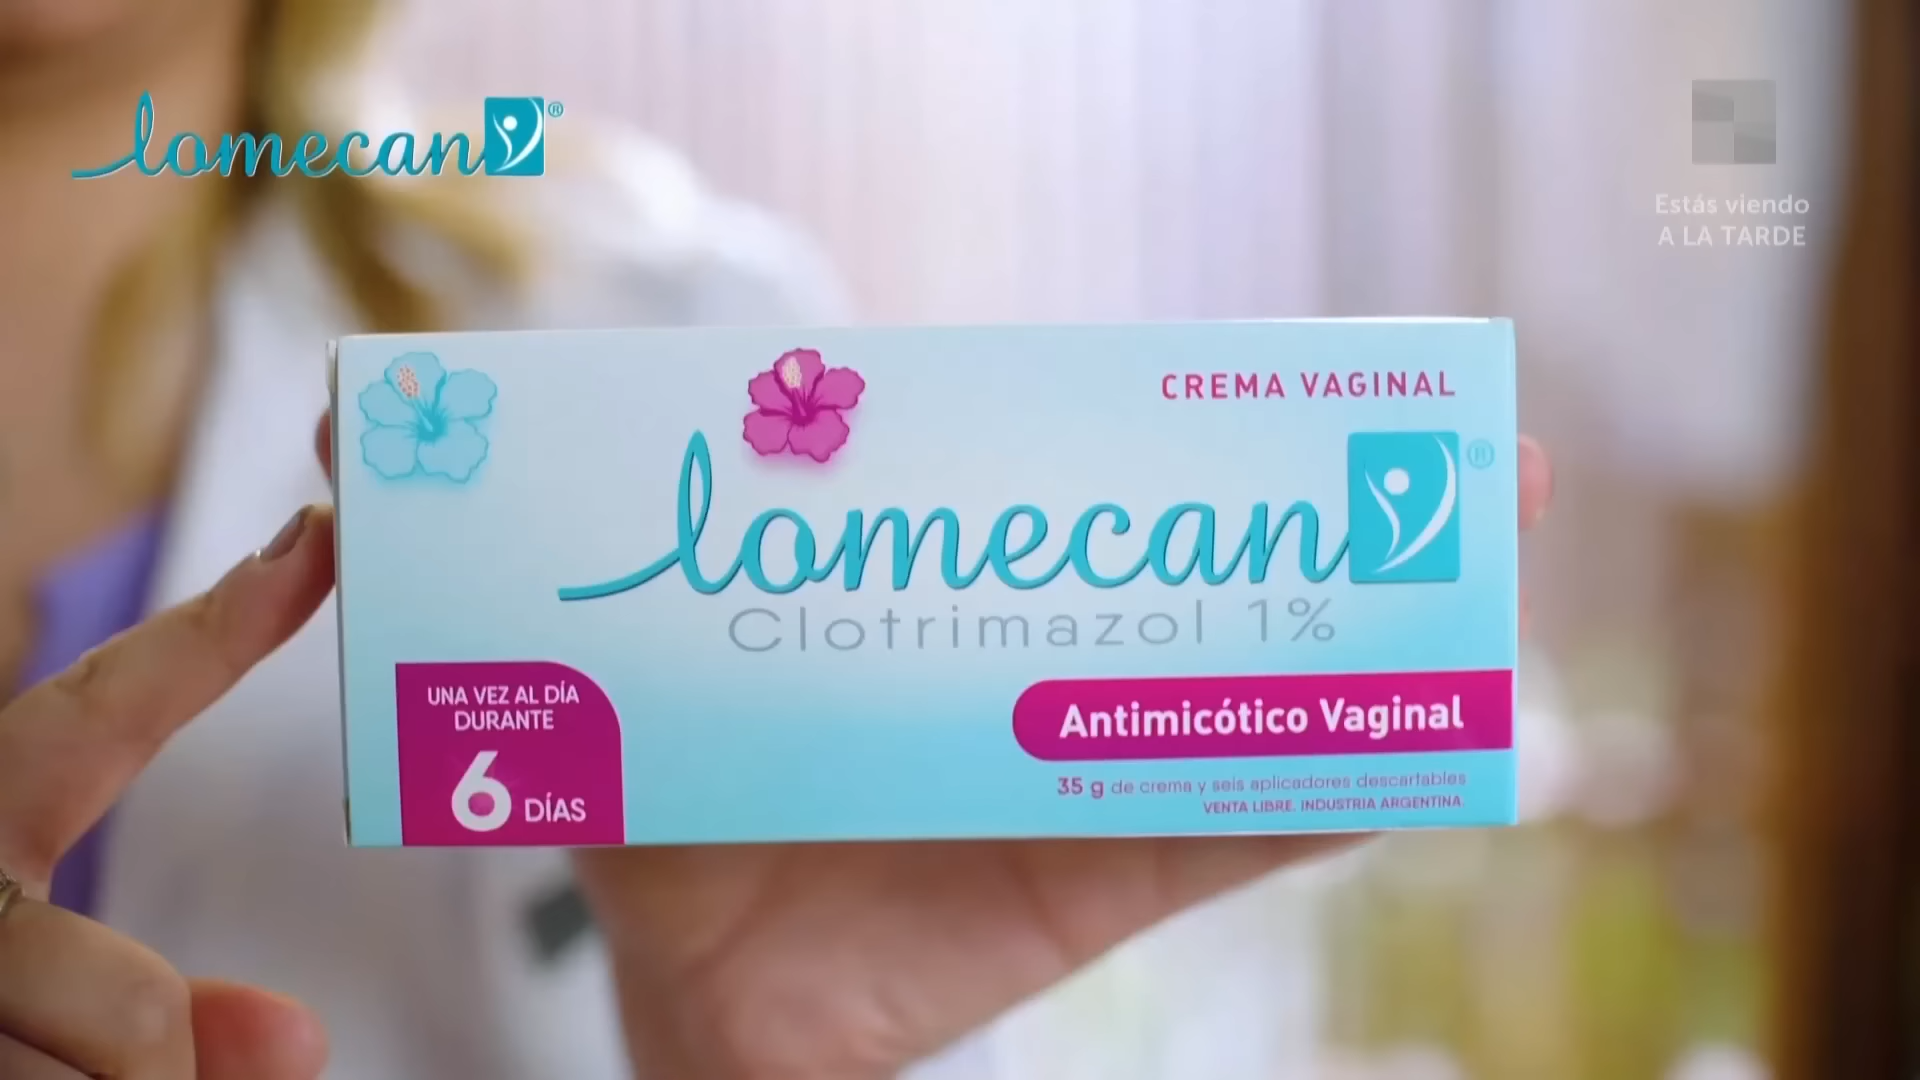 lomecan®
Estás viendo
A LA TARDE
CREMA VAGINAL
lomecan®
Clotrimazol 1%
UNA VEZ AL DÍA
DURANTE
6 DÍAS
Antimicótico Vaginal
35 g de crema y seis aplicadores descartables
VENTA LIBRE. INDUSTRIA ARGENTINA.